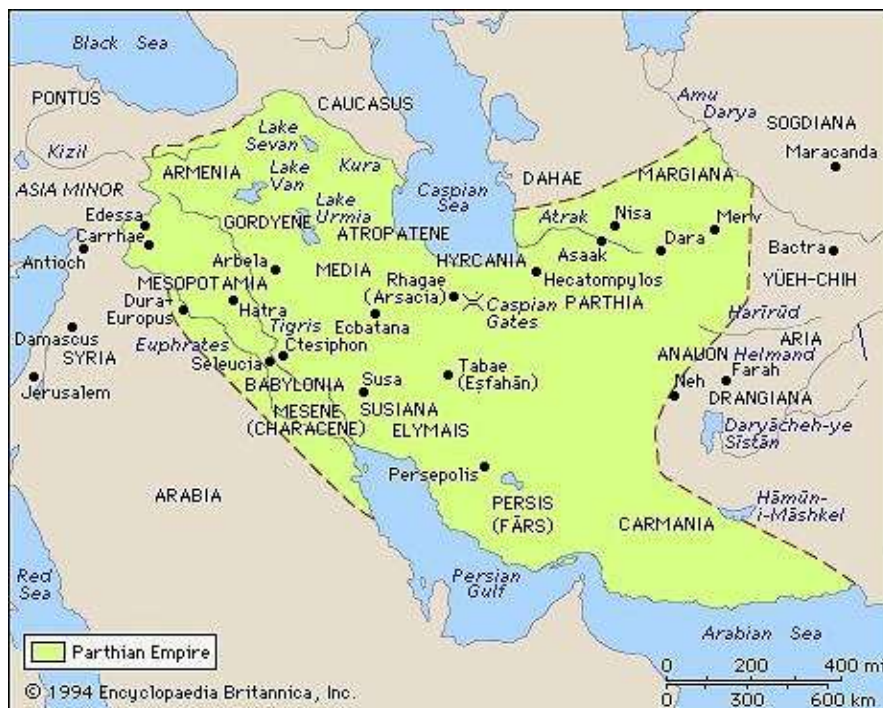 Black Sea
PONTUS
CAUCASUS
Amu
Darya
SOGDIANA
Kizil
Lake
Sevan
Kura
Maracanda
ARMENIA
Lake
Van
Caspian
Sea
DAHAE
MARGIANA
ASIA MINOR
Lake
Urmia
Edessa
GORDYENE
Atrak
Nisa
Merv
Carrhae
ATROPATENE
Antioch
Arbela
HYRCANIA
Asaak
Dara
Bactra
MESOPOTAMIA
MEDIA
Rhagae
(Arsacia)
Hecatompylos
YÜEH-CHIH
Dura-
Europus
Hatra
Caspian
Gates
PARTHIA
Harīrūd
Damascus
Tigris
Ecbatana
SYRIA
Euphrates
Ctesiphon
ARIA
Seleucia
Tabae
(Eşfahān)
ANAUON
Helmand
Jerusalem
BABYLONIA
Susa
Neh
Farah
MESENE
(CHARACENE)
SUSIANA
DRANGIANA
ELYMAIS
Daryācheh-ye
Sīstān
Persepolis
ARABIA
PERSIS
(FĀRS)
CARMANIA
Hāmūn-
i-Māshkel
Red
Sea
Persian
Gulf
Arabian Sea
Parthian Empire
0 200 400 mi
0 300 600 km
© 1994 Encyclopaedia Britannica, Inc.